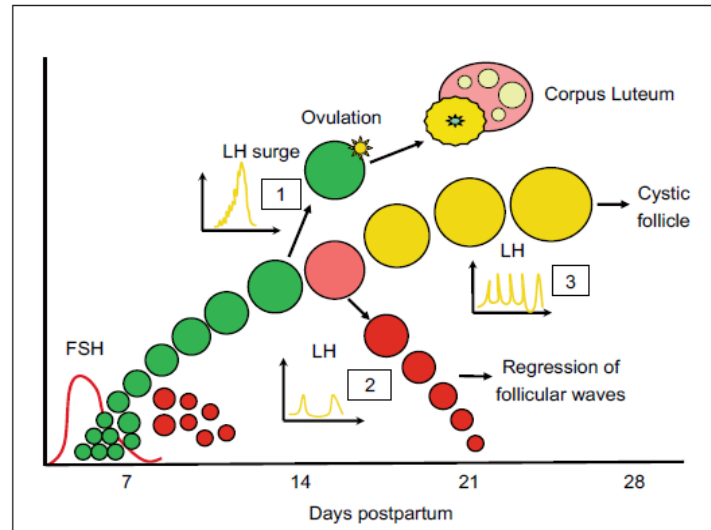 Ovulation
Corpus Luteum
LH surge
1
Cystic
follicle
LH
3
FSH
LH
2
Regression of
follicular waves
7
14
21
28
Days postpartum